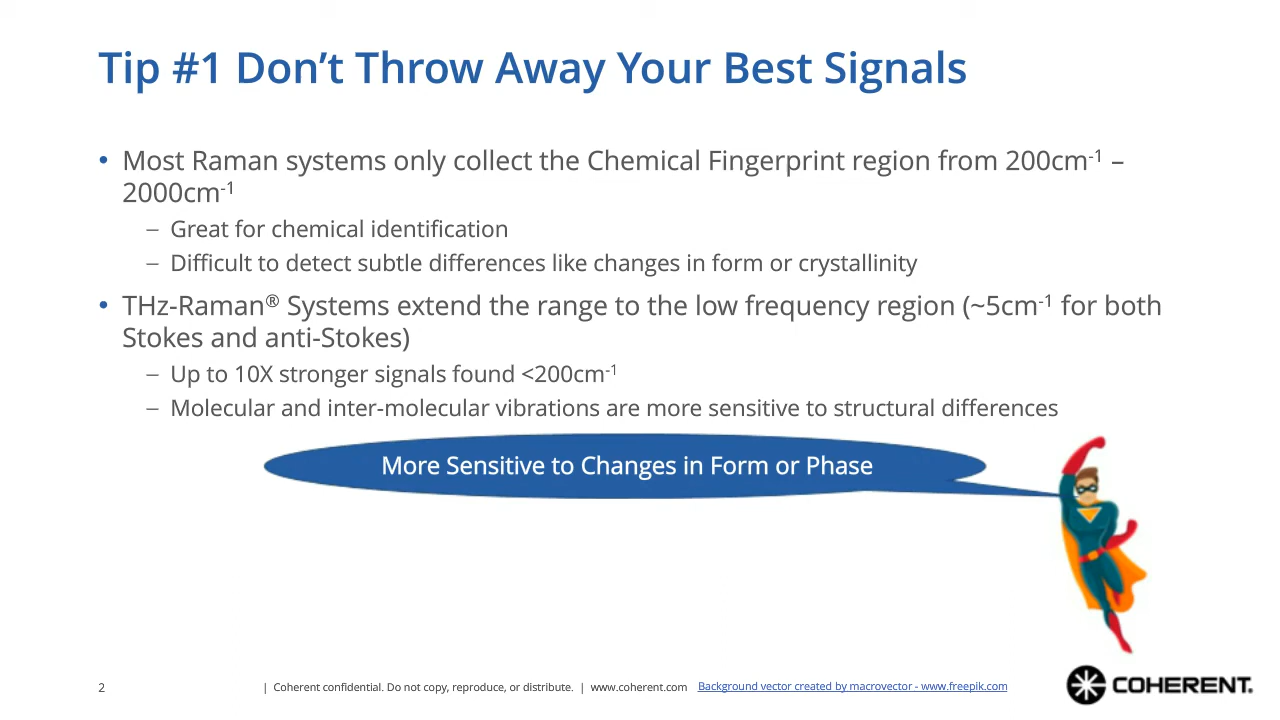 Tip #1 Don’t Throw Away Your Best Signals
• Most Raman systems only collect the Chemical Fingerprint region from 200cm⁻¹ –
2000cm⁻¹
– Great for chemical identification
– Difficult to detect subtle differences like changes in form or crystallinity
• THz-Raman® Systems extend the range to the low frequency region (~5cm⁻¹ for both
Stokes and anti-Stokes)
– Up to 10X stronger signals found <200cm⁻¹
– Molecular and inter-molecular vibrations are more sensitive to structural differences
More Sensitive to Changes in Form or Phase
2 | Coherent confidential. Do not copy, reproduce, or distribute. | www.coherent.com Background vector created by macrovector - www.freepik.com
COHERENT.